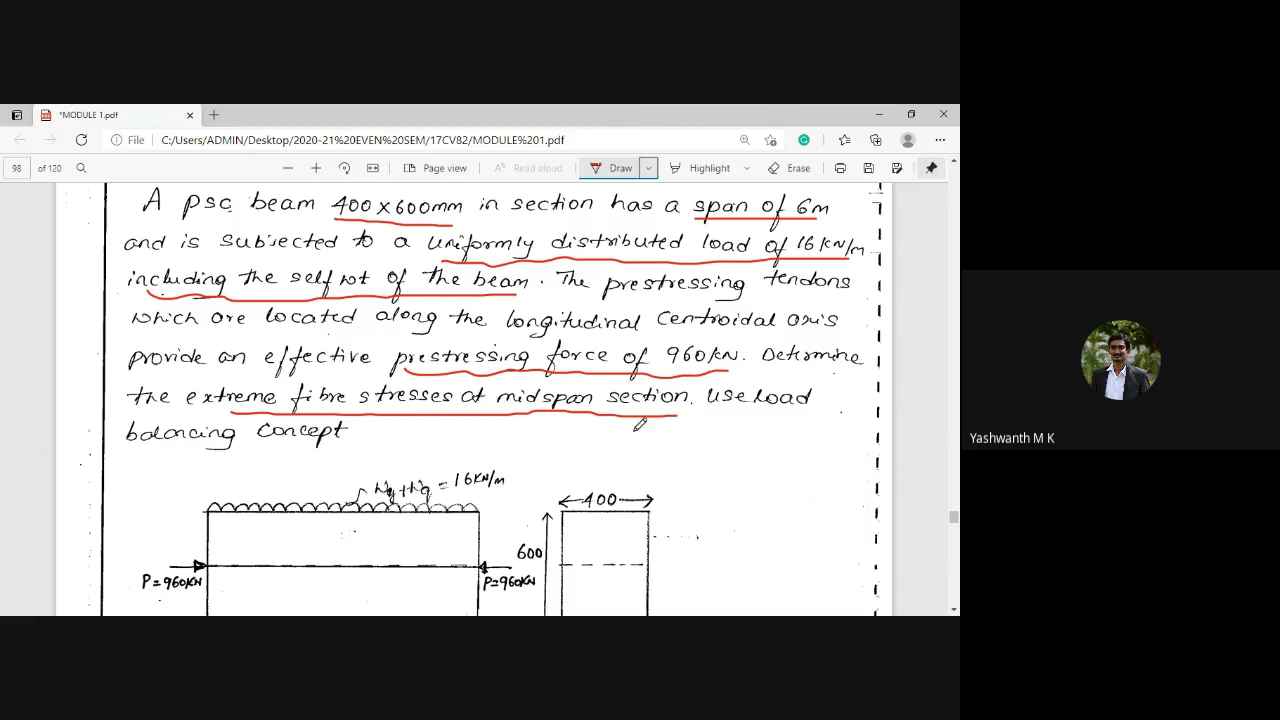 *MODULE 1.pdf
File C:/Users/ADMIN/Desktop/2020-21%20EVEN%20SEM/17CV82/MODULE%201.pdf
98 of 120 Page view Read aloud Draw Highlight Erase
A psc beam 400 x 600mm in section has a span of 6m
and is subjected to a uniformly distributed load of 16 kN/m
including the self wt of the beam. The prestressing tendons
which are located along the longitudinal centroidal axis
provide an effective prestressing force of 960kN. Determine
the extreme fibre stresses at midspan section. Use load
balancing concept
Wg+Wq = 16KN/m
400
600
P=960KN P=960KN
Yashwanth M K